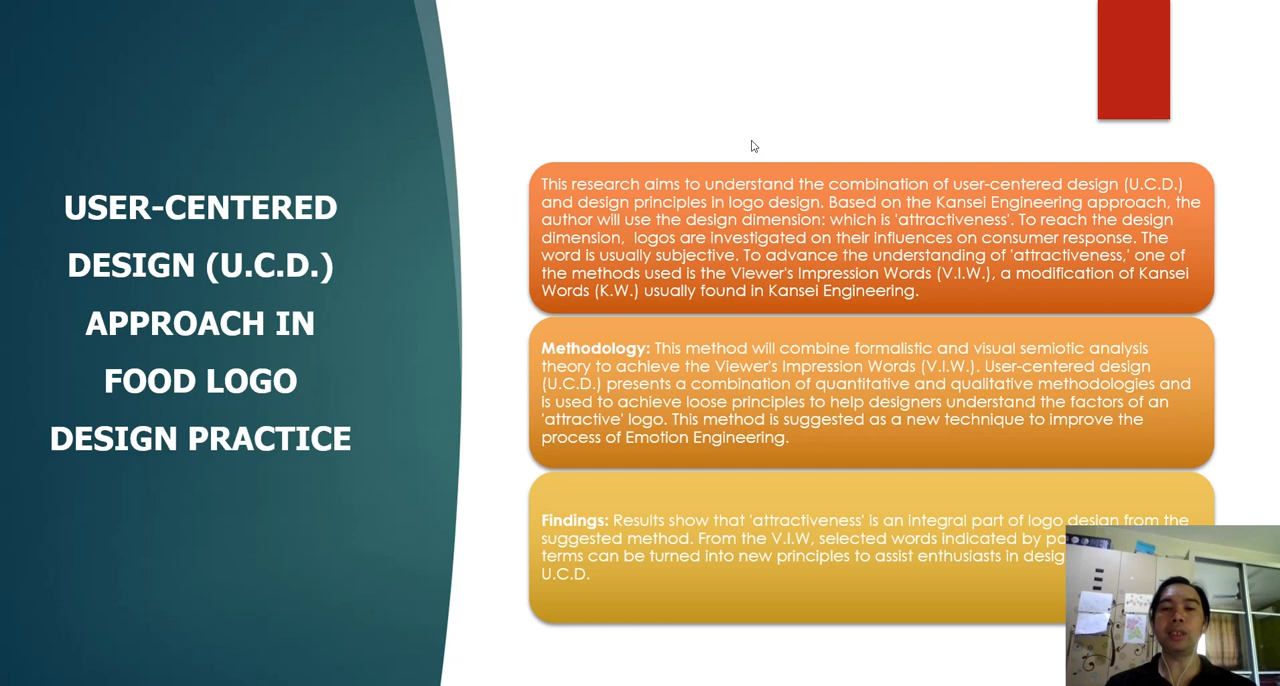 USER-CENTERED
DESIGN (U.C.D.)
APPROACH IN
FOOD LOGO
DESIGN PRACTICE
This research aims to understand the combination of user-centered design (U.C.D.)
and design principles in logo design. Based on the Kansei Engineering approach, the
author will use the design dimension: which is 'attractiveness'. To reach the design
dimension, logos are investigated on their influences on consumer response. The
word is usually subjective. To advance the understanding of 'attractiveness,' one of
the methods used is the Viewer's Impression Words (V.I.W.), a modification of Kansei
Words (K.W.) usually found in Kansei Engineering.
Methodology: This method will combine formalistic and visual semiotic analysis
theory to achieve the Viewer's Impression Words (V.I.W.). User-centered design
(U.C.D.) presents a combination of quantitative and qualitative methodologies and
is used to achieve loose principles to help designers understand the factors of an
'attractive' logo. This method is suggested as a new technique to improve the
process of Emotion Engineering.
Findings: Results show that 'attractiveness' is an integral part of logo design from the
suggested method. From the V.I.W, selected words indicated by
terms can be turned into new principles to assist enthusiasts in
U.C.D.